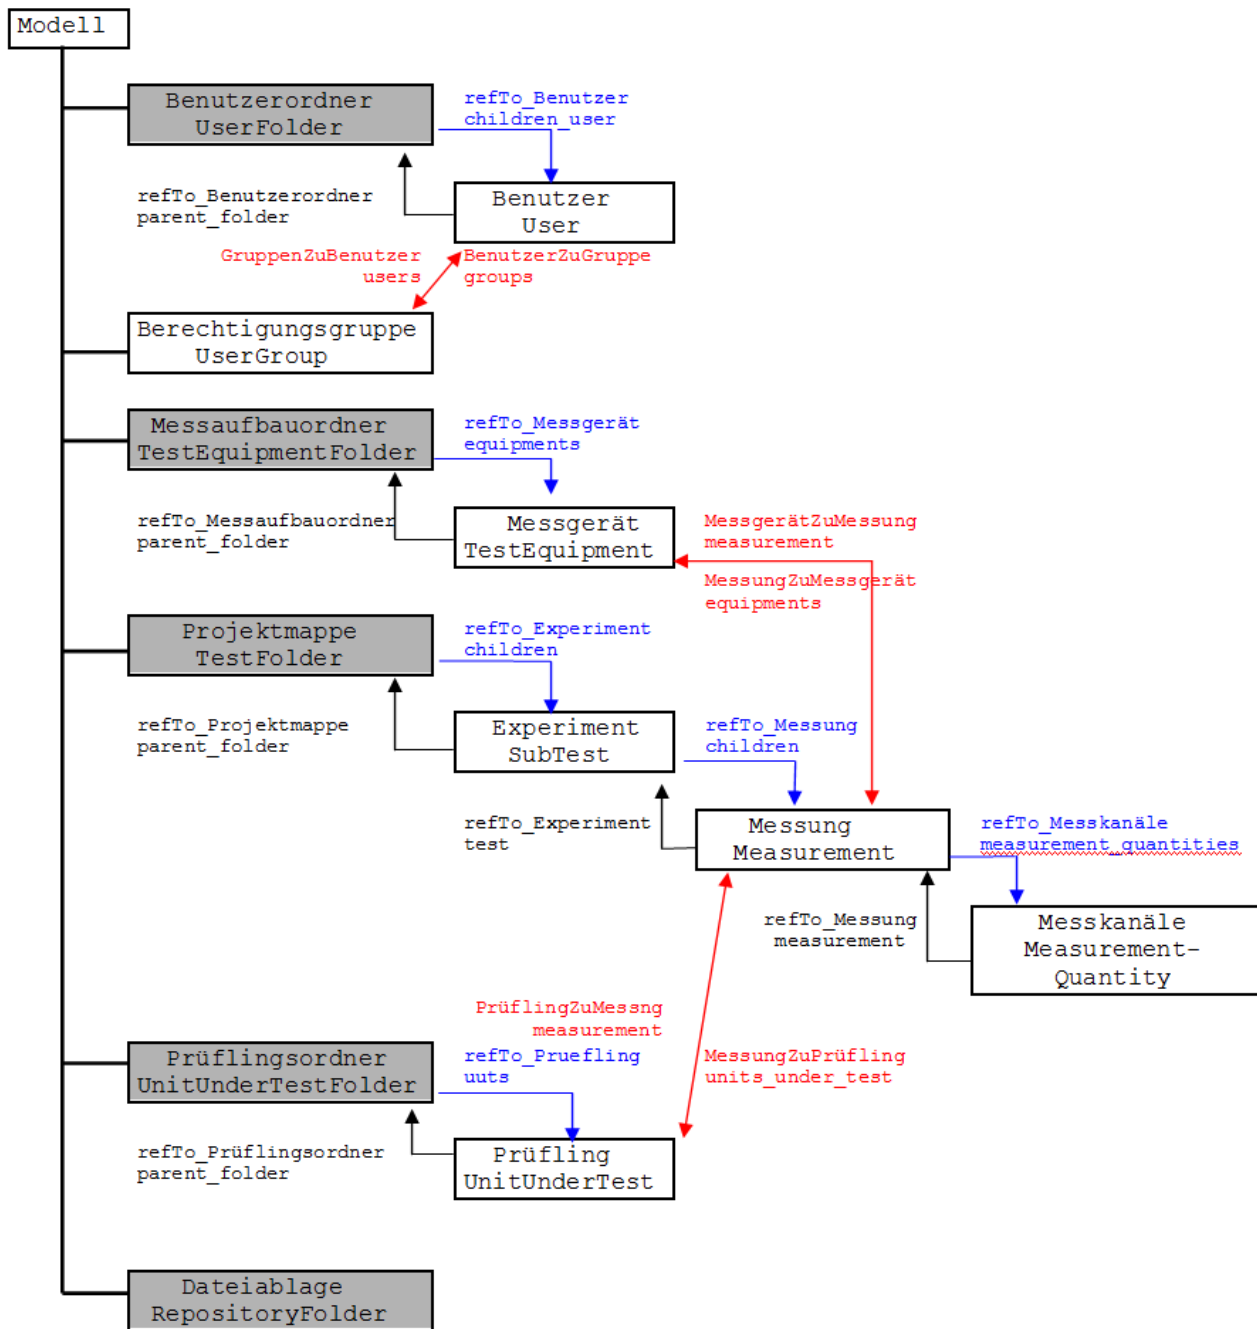 Modell
Benutzerordner
UserFolder
refTo_Benutzer
children_user
refTo_Benutzerordner
parent_folder
Benutzer
User
GruppenZuBenutzer
users
BenutzerZuGruppe
groups
Berechtigungsgruppe
UserGroup
Messaufbauordner
TestEquipmentFolder
refTo_Messgerät
equipments
refTo_Messaufbauordner
parent_folder
Messgerät
TestEquipment
MessgerätZuMessung
measurement
MessungZuMessgerät
equipments
Projektmappe
TestFolder
refTo_Experiment
children
refTo_Projektmappe
parent_folder
Experiment
SubTest
refTo_Messung
children
refTo_Experiment
test
Messung
Measurement
refTo_Messkanäle
measurement_quantities
refTo_Messung
measurement
Messkanäle
Measurement-
Quantity
PrüflingZuMessng
measurement
Prüflingsordner
UnitUnderTestFolder
refTo_Pruefling
uuts
MessungZuPrüfling
units_under_test
refTo_Prüflingsordner
parent_folder
Prüfling
UnitUnderTest
Dateiablage
RepositoryFolder